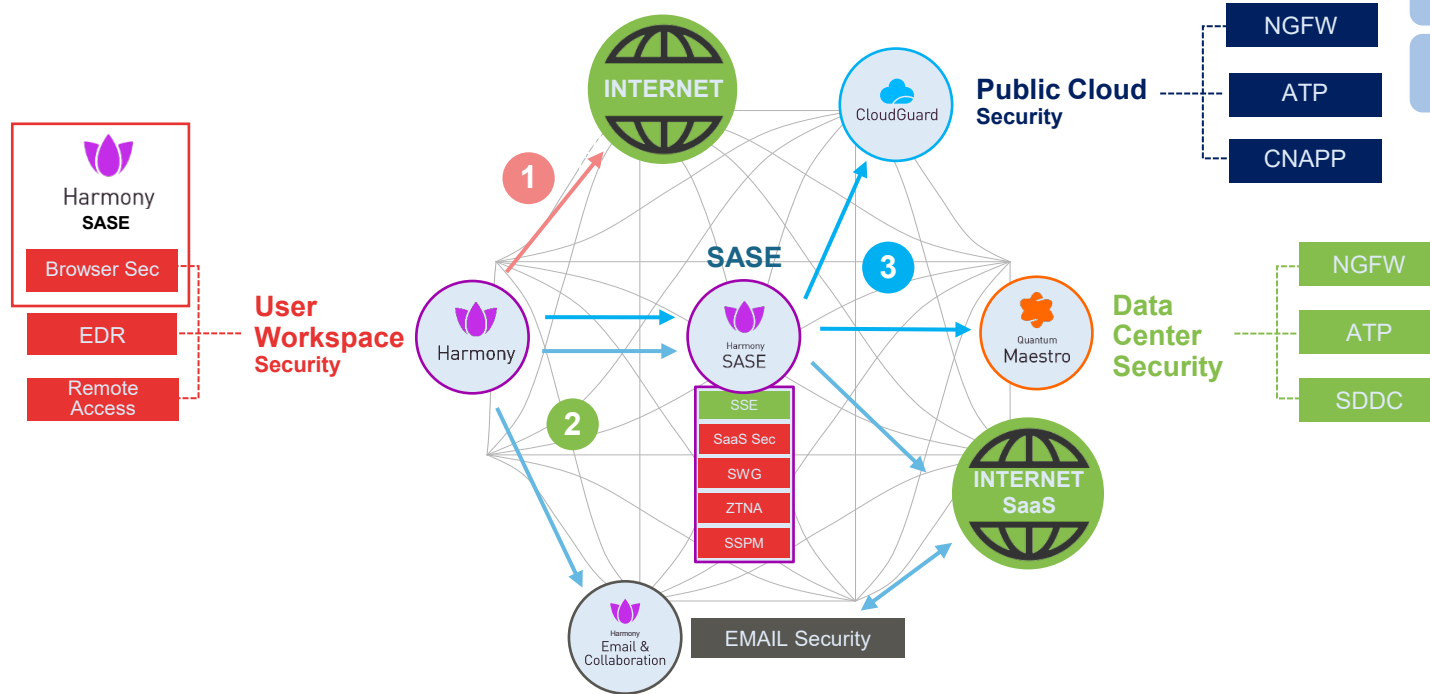 INTERNET
CloudGuard
Public Cloud
Security
NGFW
ATP
CNAPP
1
Harmony
SASE
Browser Sec
EDR
Remote
Access
User
Workspace
Security
Harmony
SASE
Harmony
SASE
3
Quantum
Maestro
Data
Center
Security
NGFW
ATP
SDDC
2
SSE
SaaS Sec
SWG
ZTNA
SSPM
INTERNET
SaaS
Harmony
Email &
Collaboration
EMAIL Security